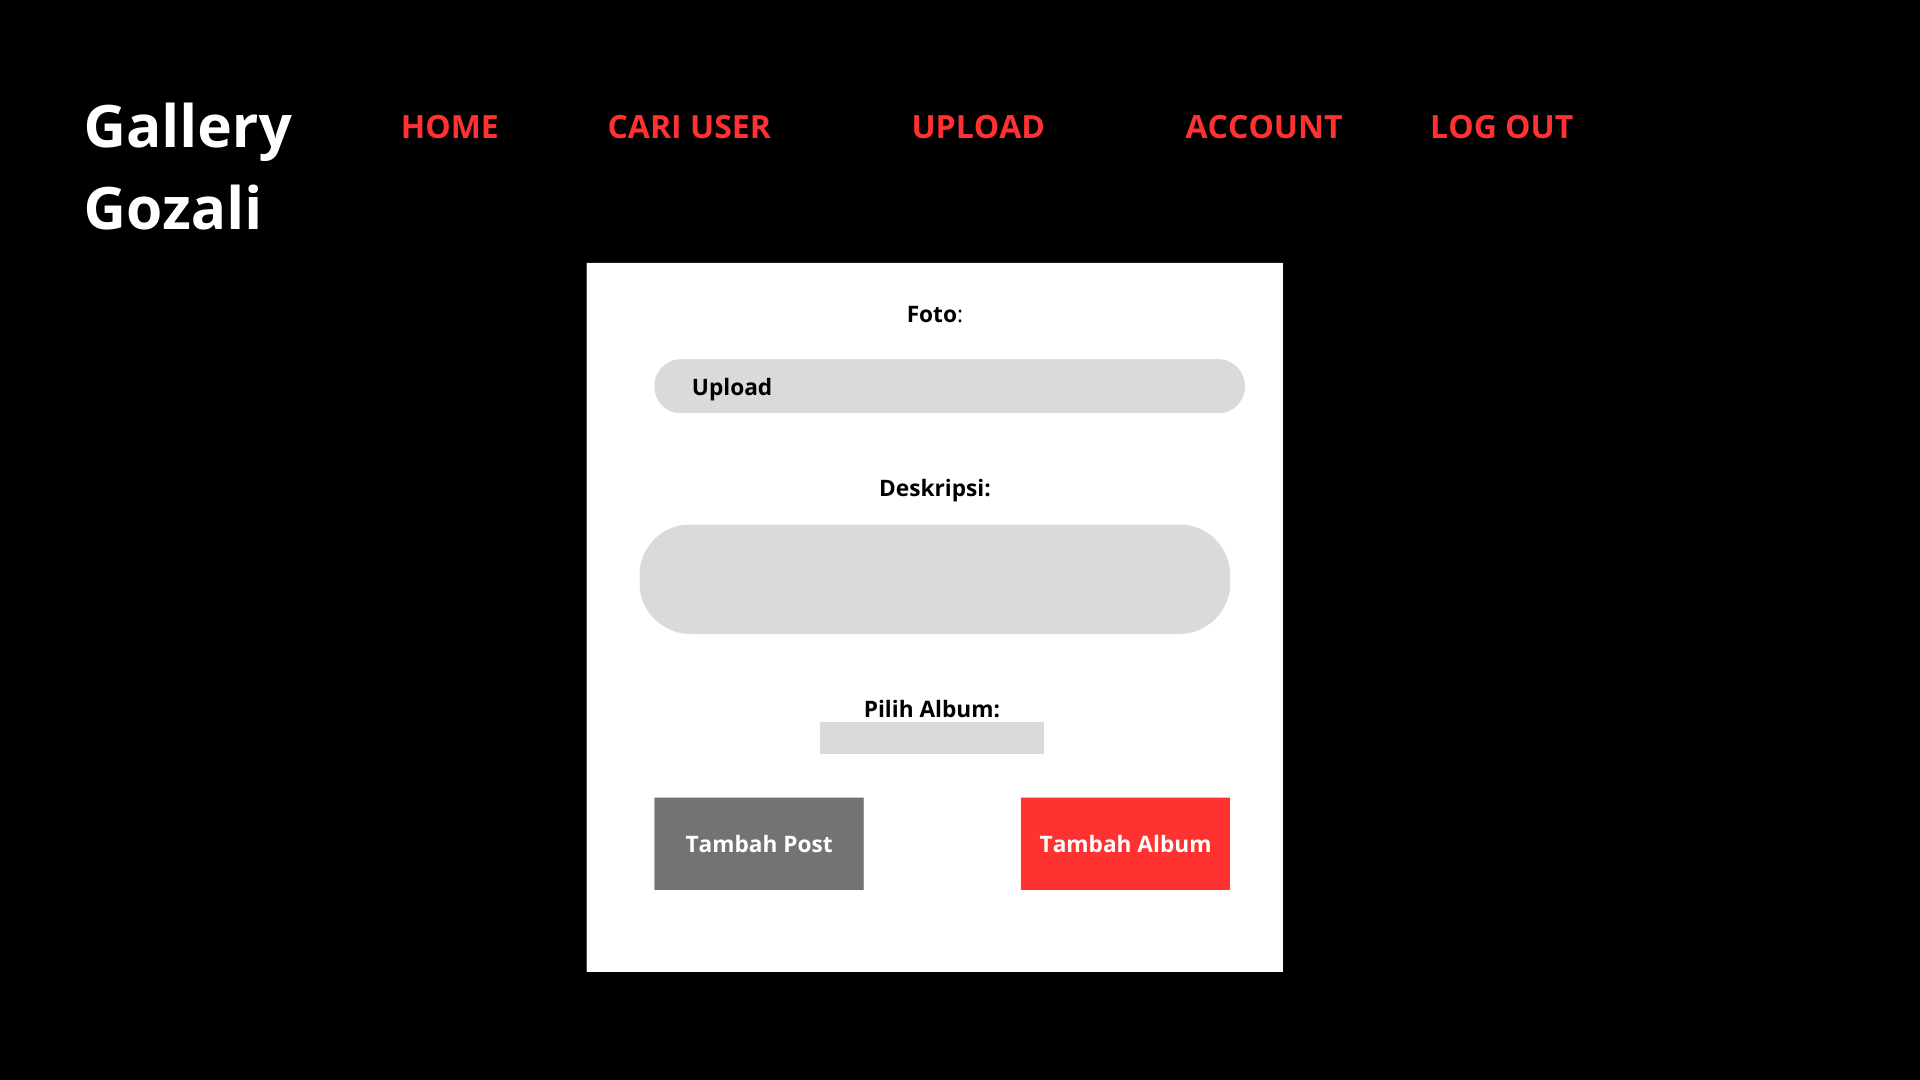 Gallery
Gozali
HOME
CARI USER
UPLOAD
ACCOUNT
LOG OUT
Foto:
Upload
Deskripsi:
Pilih Album:
Tambah Post
Tambah Album